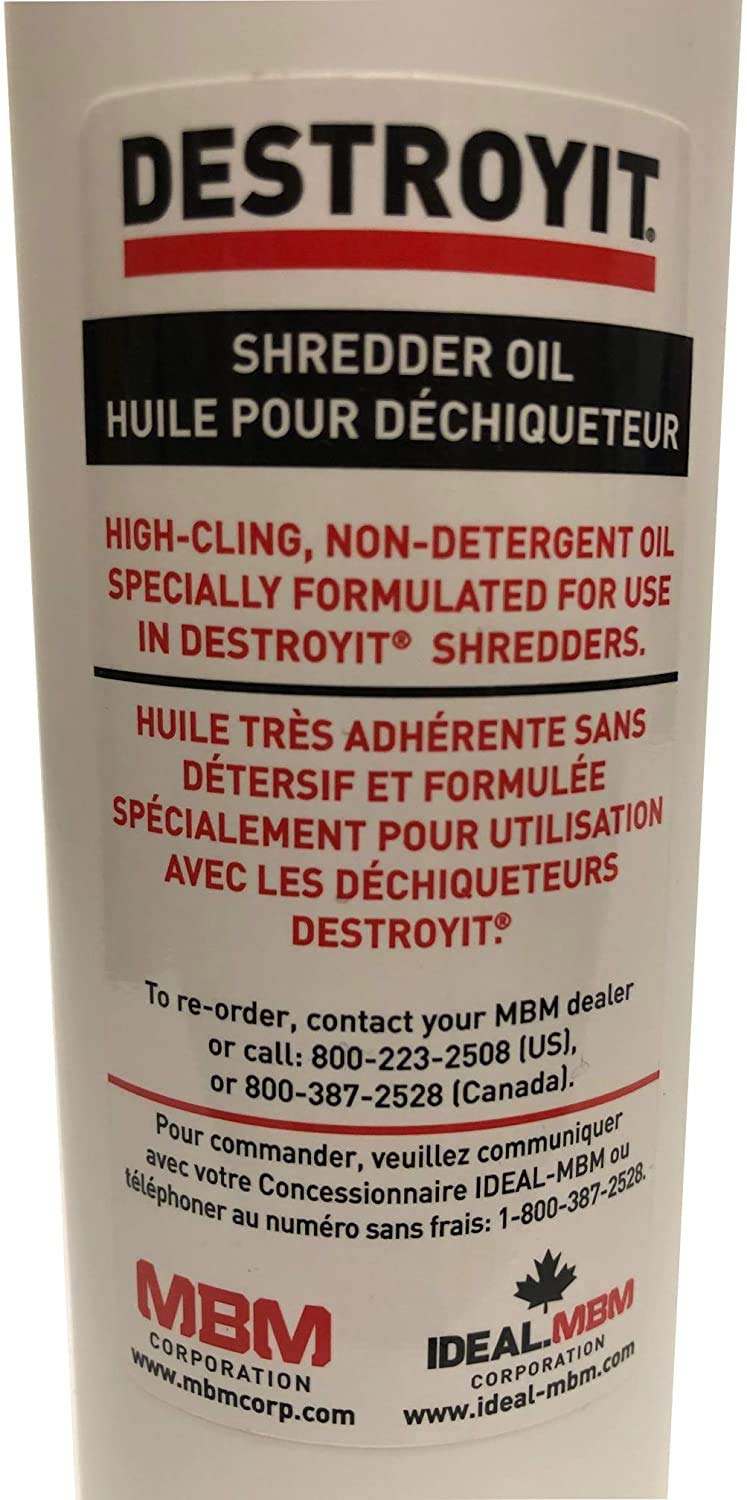 DESTROYIT®
SHREDDER OIL
HUILE POUR DÉCHIQUETEUR
HIGH-CLING, NON-DETERGENT OIL
SPECIALLY FORMULATED FOR USE
IN DESTROYIT® SHREDDERS.
HUILE TRÈS ADHÉRENTE SANS
DÉTERSIF ET FORMULÉE
SPÉCIALEMENT POUR UTILISATION
AVEC LES DÉCHIQUETEURS
DESTROYIT.®
To re-order, contact your MBM dealer
or call: 800-223-2508 (US),
or 800-387-2528 (Canada).
Pour commander, veuillez communiquer
avec votre Concessionnaire IDEAL-MBM ou
téléphoner au numéro sans frais: 1-800-387-2528.
MBM
CORPORATION
www.mbmcorp.com
IDEAL.MBM
CORPORATION
www.ideal-mbm.com